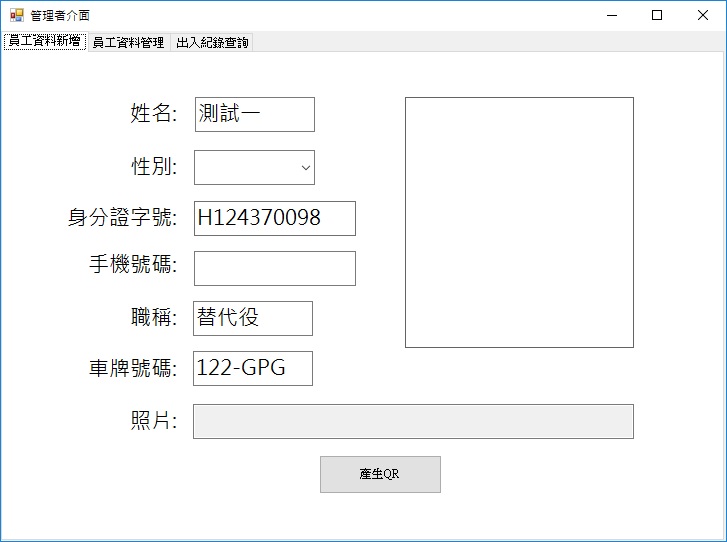 管理者介面
員工資料新增 員工資料管理 出入紀錄查詢
姓名: 測試一
性別:
身分證字號: H124370098
手機號碼:
職稱: 替代役
車牌號碼: 122-GPG
照片:
產生QR